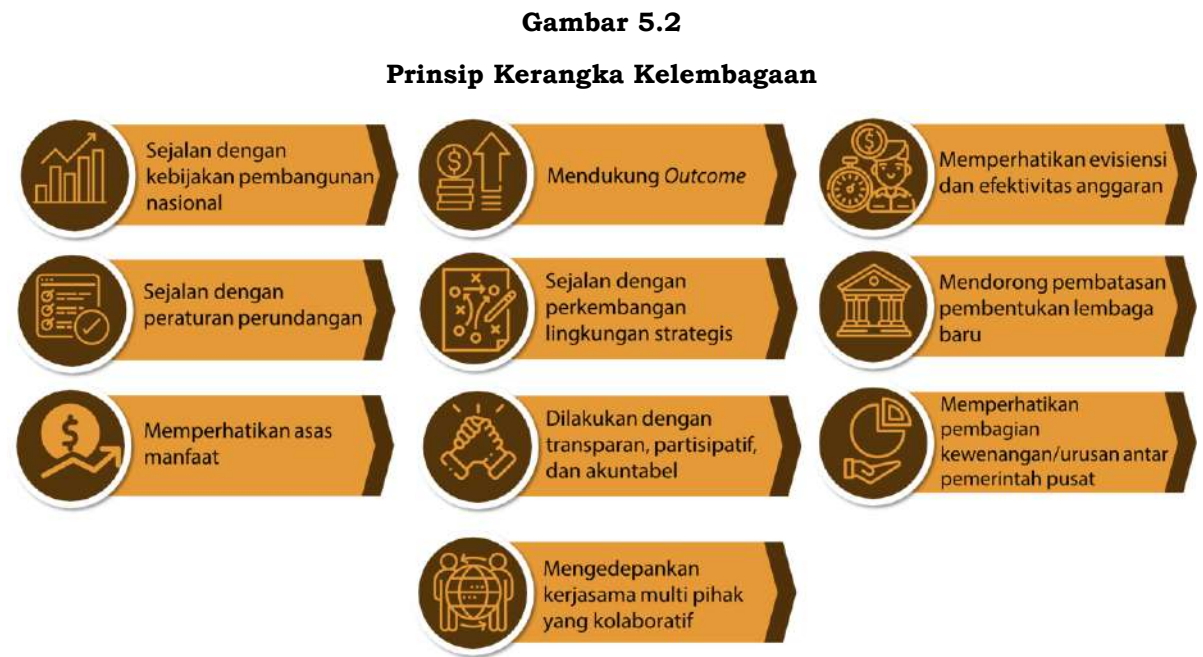 Gambar 5.2
Prinsip Kerangka Kelembagaan
Sejalan dengan
kebijakan pembangunan
nasional
Mendukung Outcome
Memperhatikan evisiensi
dan efektivitas anggaran
Sejalan dengan
peraturan perundangan
Sejalan dengan
perkembangan
lingkungan strategis
Mendorong pembatasan
pembentukan lembaga
baru
Memperhatikan asas
manfaat
Dilakukan dengan
transparan, partisipatif,
dan akuntabel
Memperhatikan
pembagian
kewenangan/urusan antar
pemerintah pusat
Mengedepankan
kerjasama multi pihak
yang kolaboratif